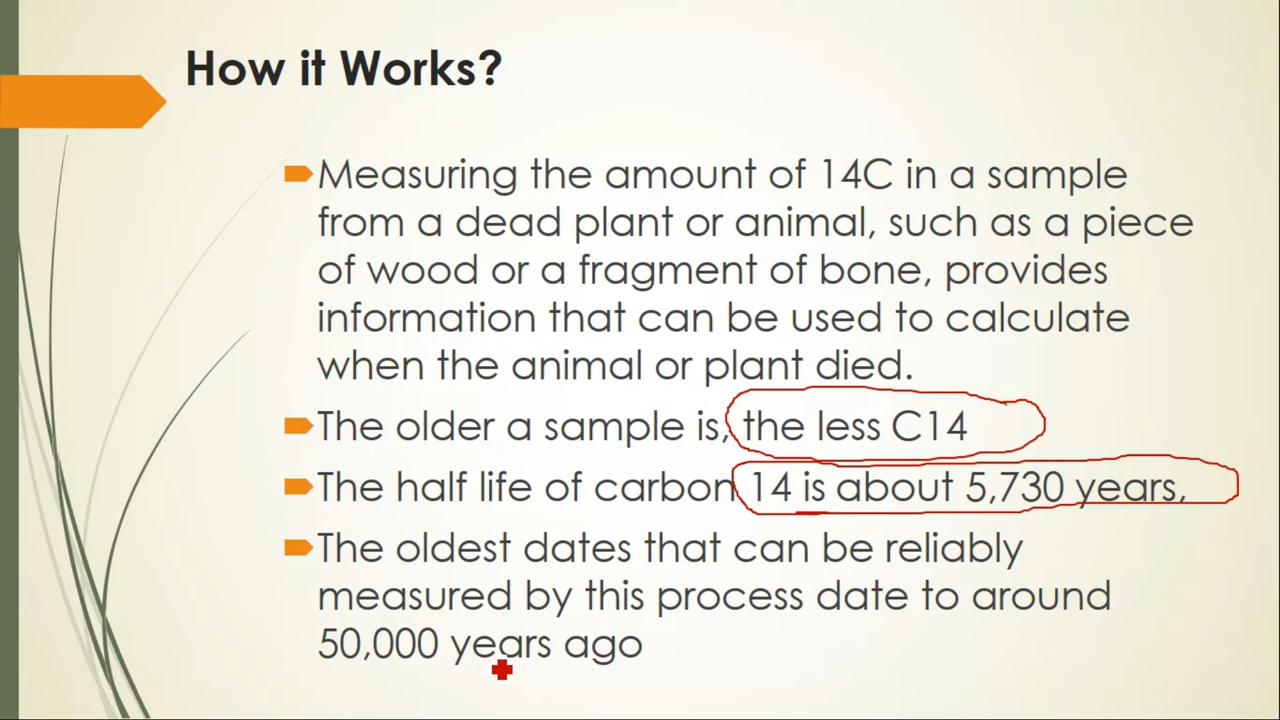 How it Works?
Measuring the amount of 14C in a sample
from a dead plant or animal, such as a piece
of wood or a fragment of bone, provides
information that can be used to calculate
when the animal or plant died.
The older a sample is, the less C14
The half life of carbon 14 is about 5,730 years,
The oldest dates that can be reliably
measured by this process date to around
50,000 years ago